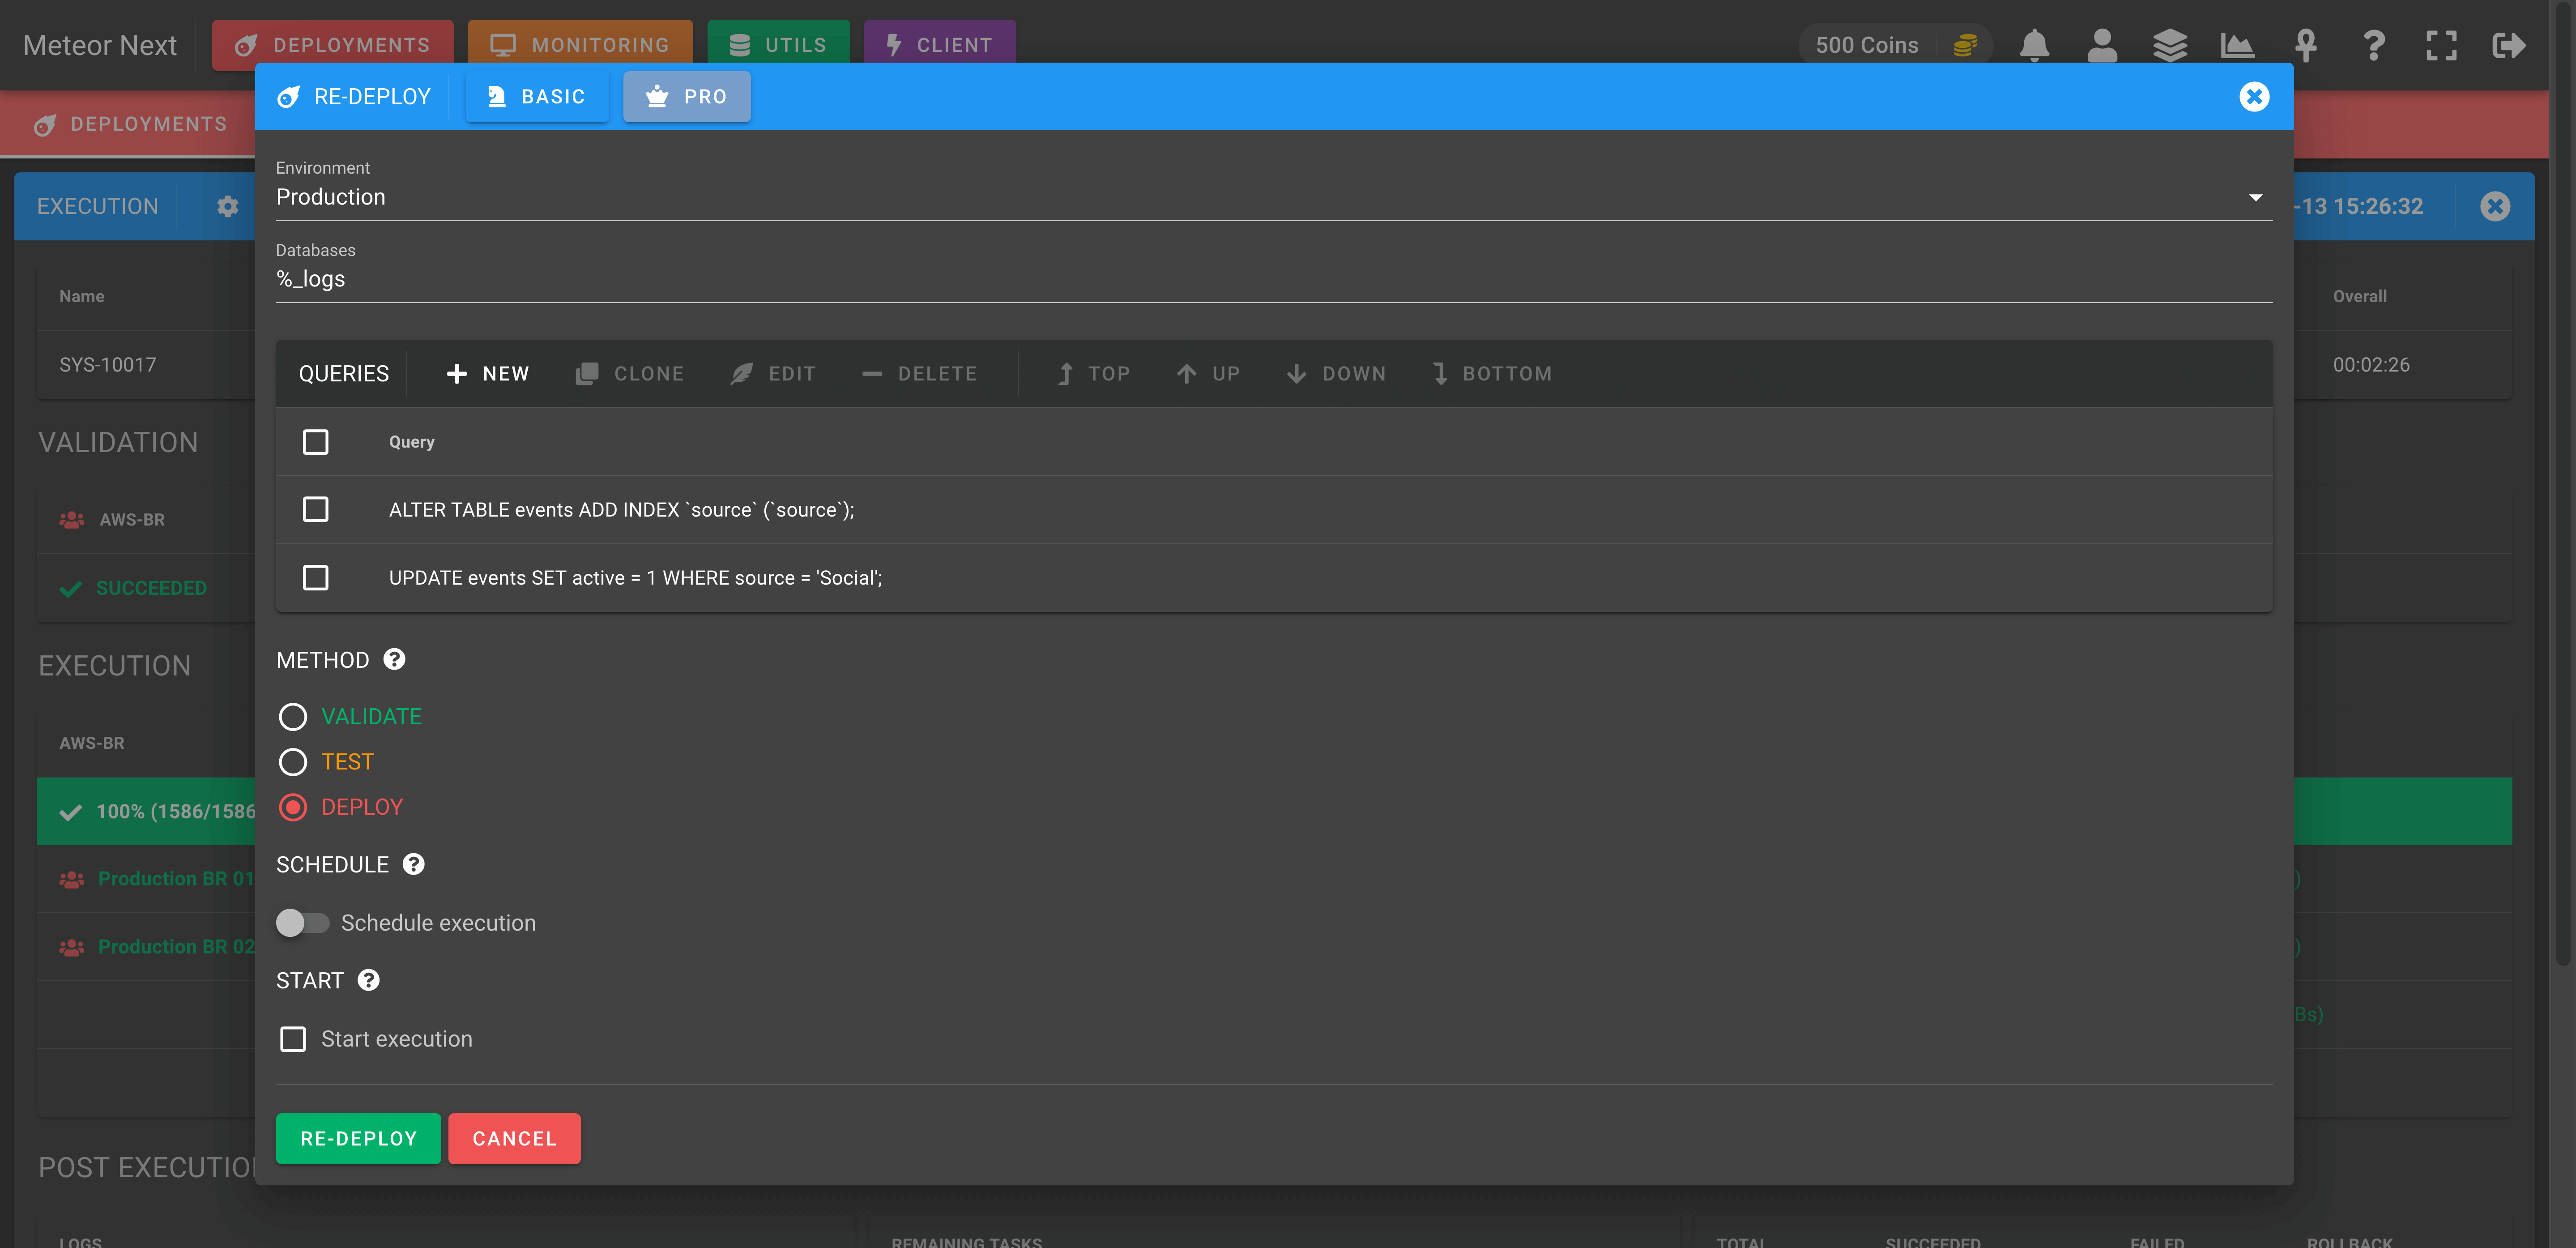 Meteor Next DEPLOYMENTS MONITORING UTILS CLIENT 500 Coins
RE-DEPLOY BASIC PRO
DEPLOYMENTS
EXECUTION -13 15:26:32
Environment
Production
Databases
%_logs
Name Overall
SYS-10017 00:02:26
QUERIES NEW CLONE EDIT DELETE TOP UP DOWN BOTTOM
Query
ALTER TABLE events ADD INDEX `source` (`source`);
UPDATE events SET active = 1 WHERE source = 'Social';
VALIDATION
AWS-BR
SUCCEEDED
EXECUTION
AWS-BR
100% (1586/1586
Production BR 01 )
Production BR 02 )
Bs)
METHOD
VALIDATE
TEST
DEPLOY
SCHEDULE
Schedule execution
START
Start execution
RE-DEPLOY CANCEL
POST EXECUTION
LOGS REMAINING TASKS TOTAL SUCCEEDED FAILED ROLLBACK